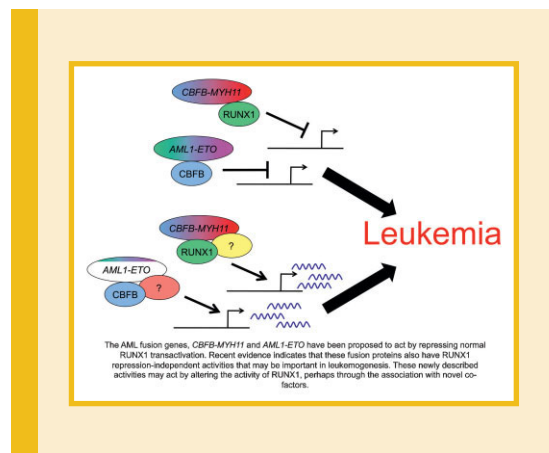 CBFB-MYH11
RUNX1
AML1-ETO
CBFB
Leukemia
CBFB-MYH11
RUNX1
?
AML1-ETO
CBFB
?
The AML fusion genes, CBFB-MYH11 and AML1-ETO have been proposed to act by repressing normal
RUNX1 transactivation. Recent evidence indicates that these fusion proteins also have RUNX1
repression-independent activities that may be important in leukemogenesis. These newly described
activities may act by altering the activity of RUNX1, perhaps through the association with novel co-
factors.